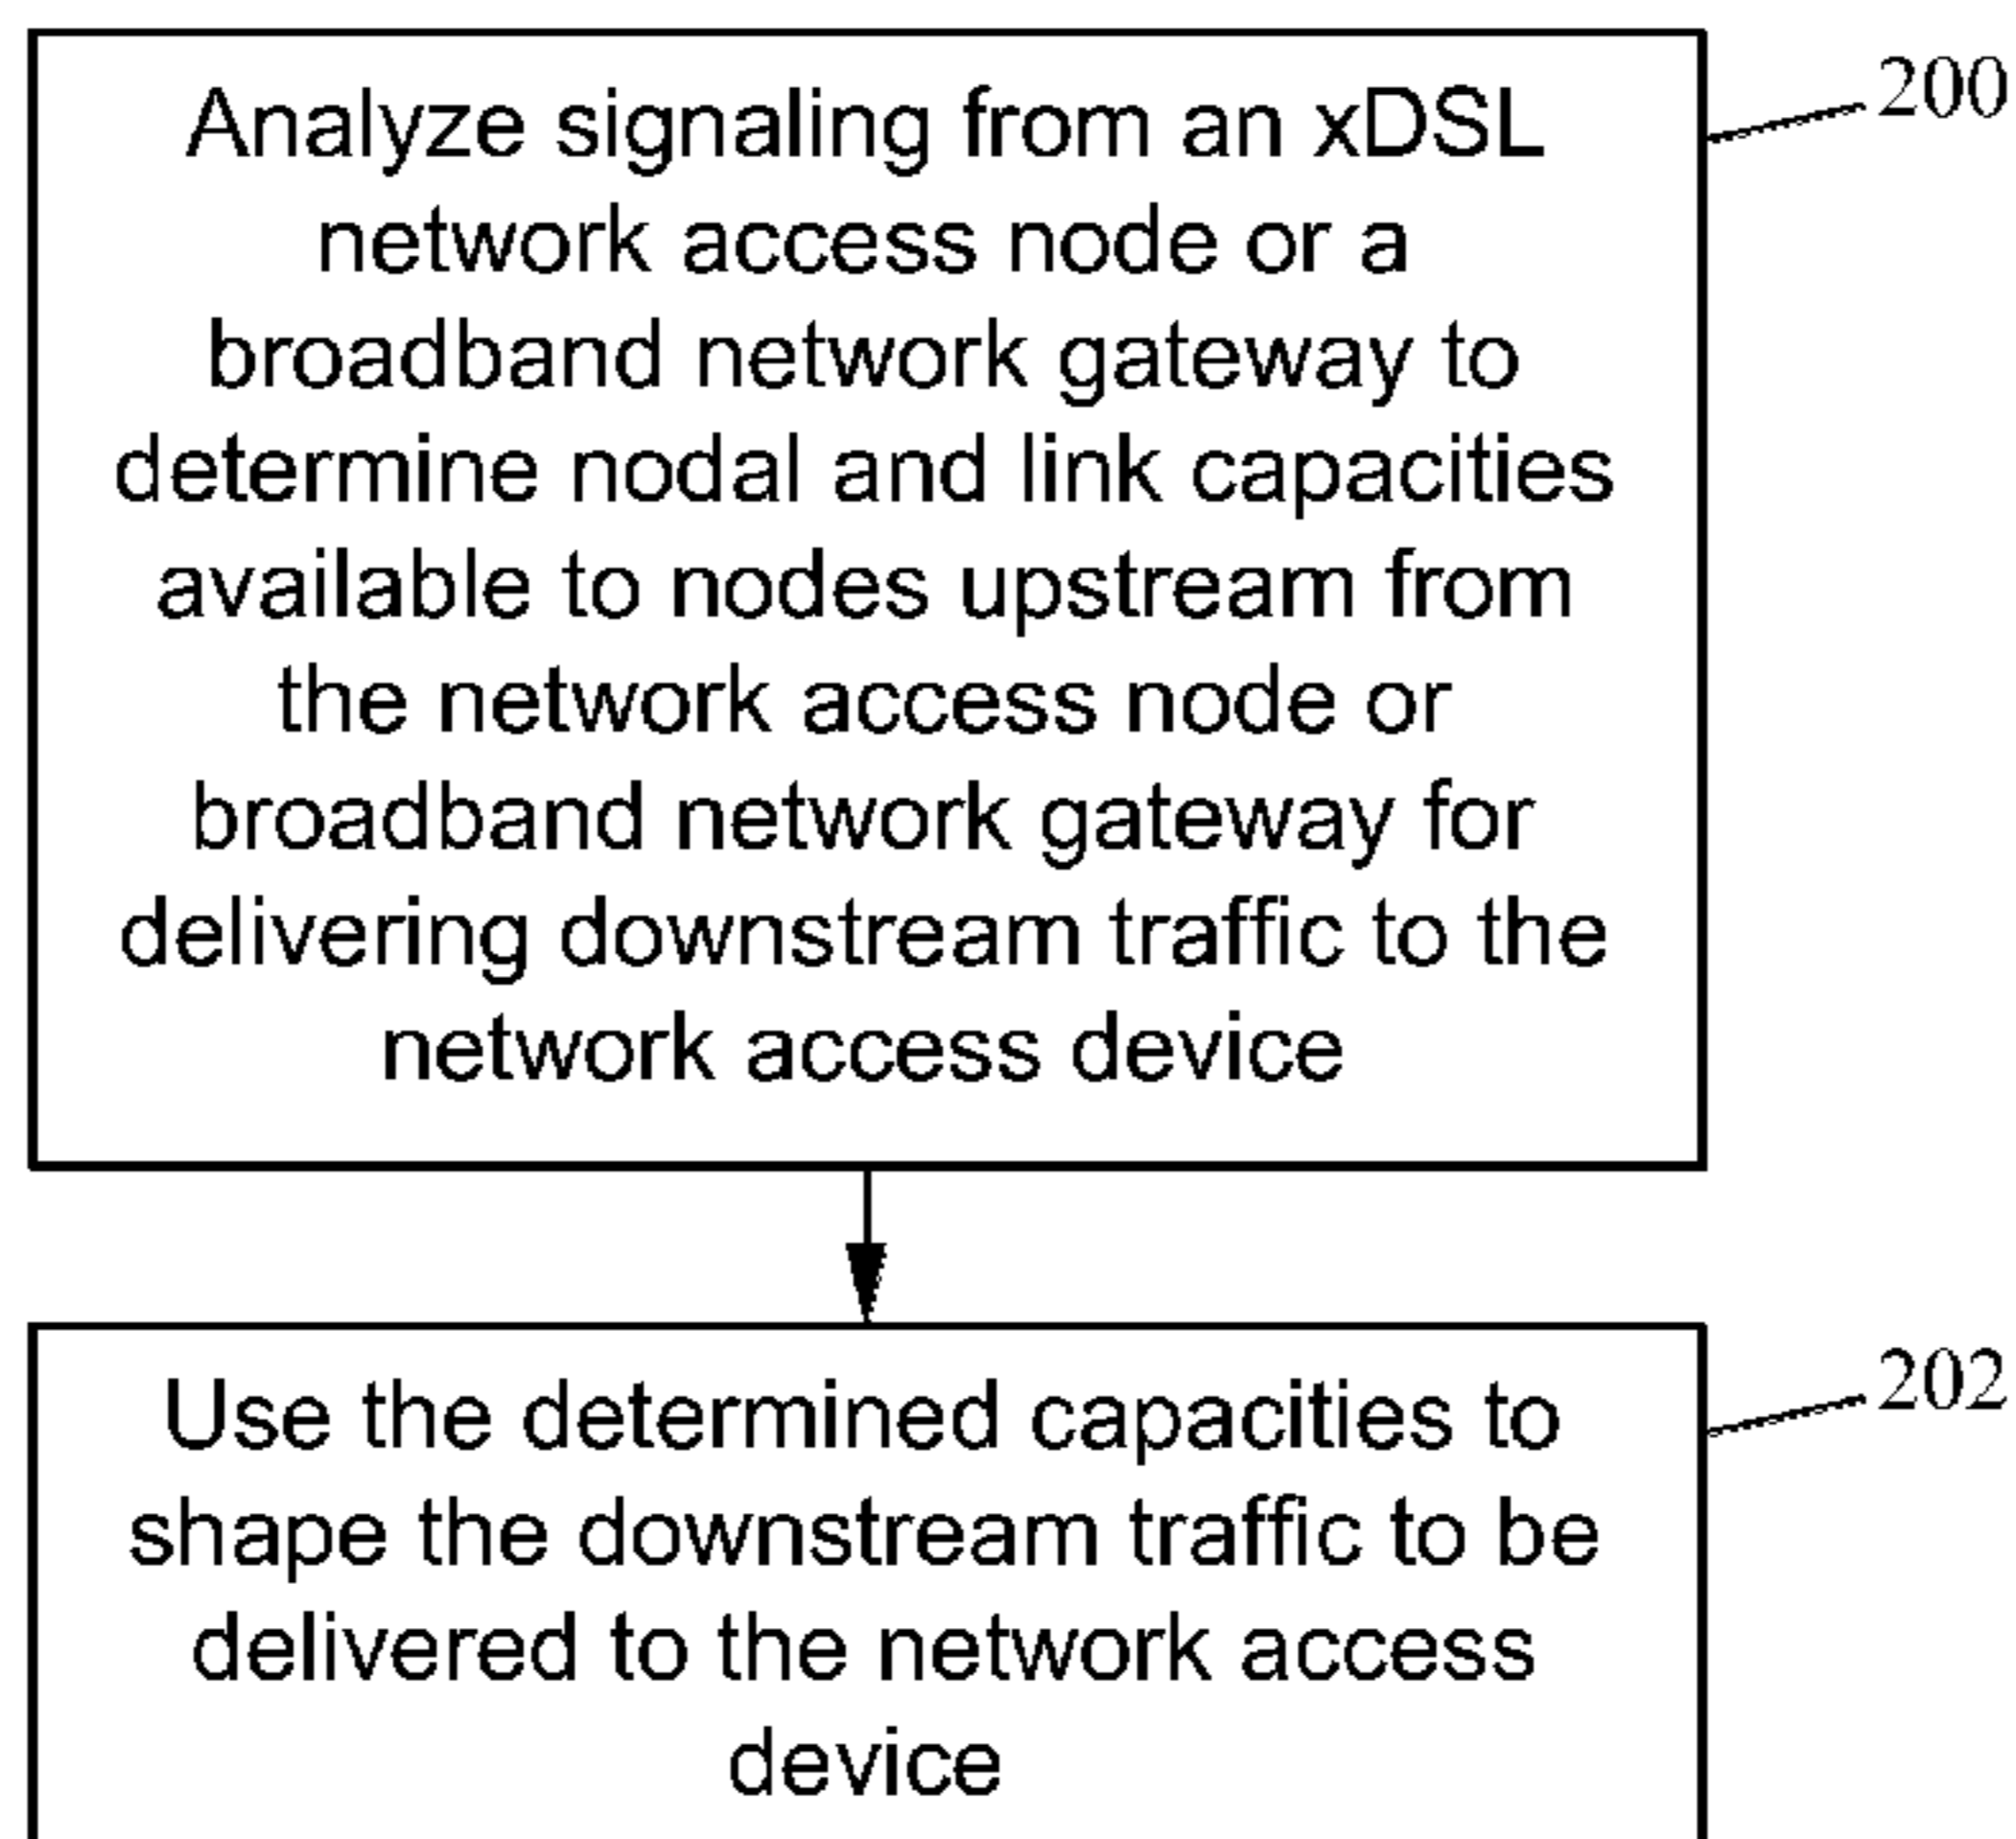 Analyze signaling from an xDSL
network access node or a
broadband network gateway to
determine nodal and link capacities
available to nodes upstream from
the network access node or
broadband network gateway for
delivering downstream traffic to the
network access device
200
Use the determined capacities to
shape the downstream traffic to be
delivered to the network access
device
202